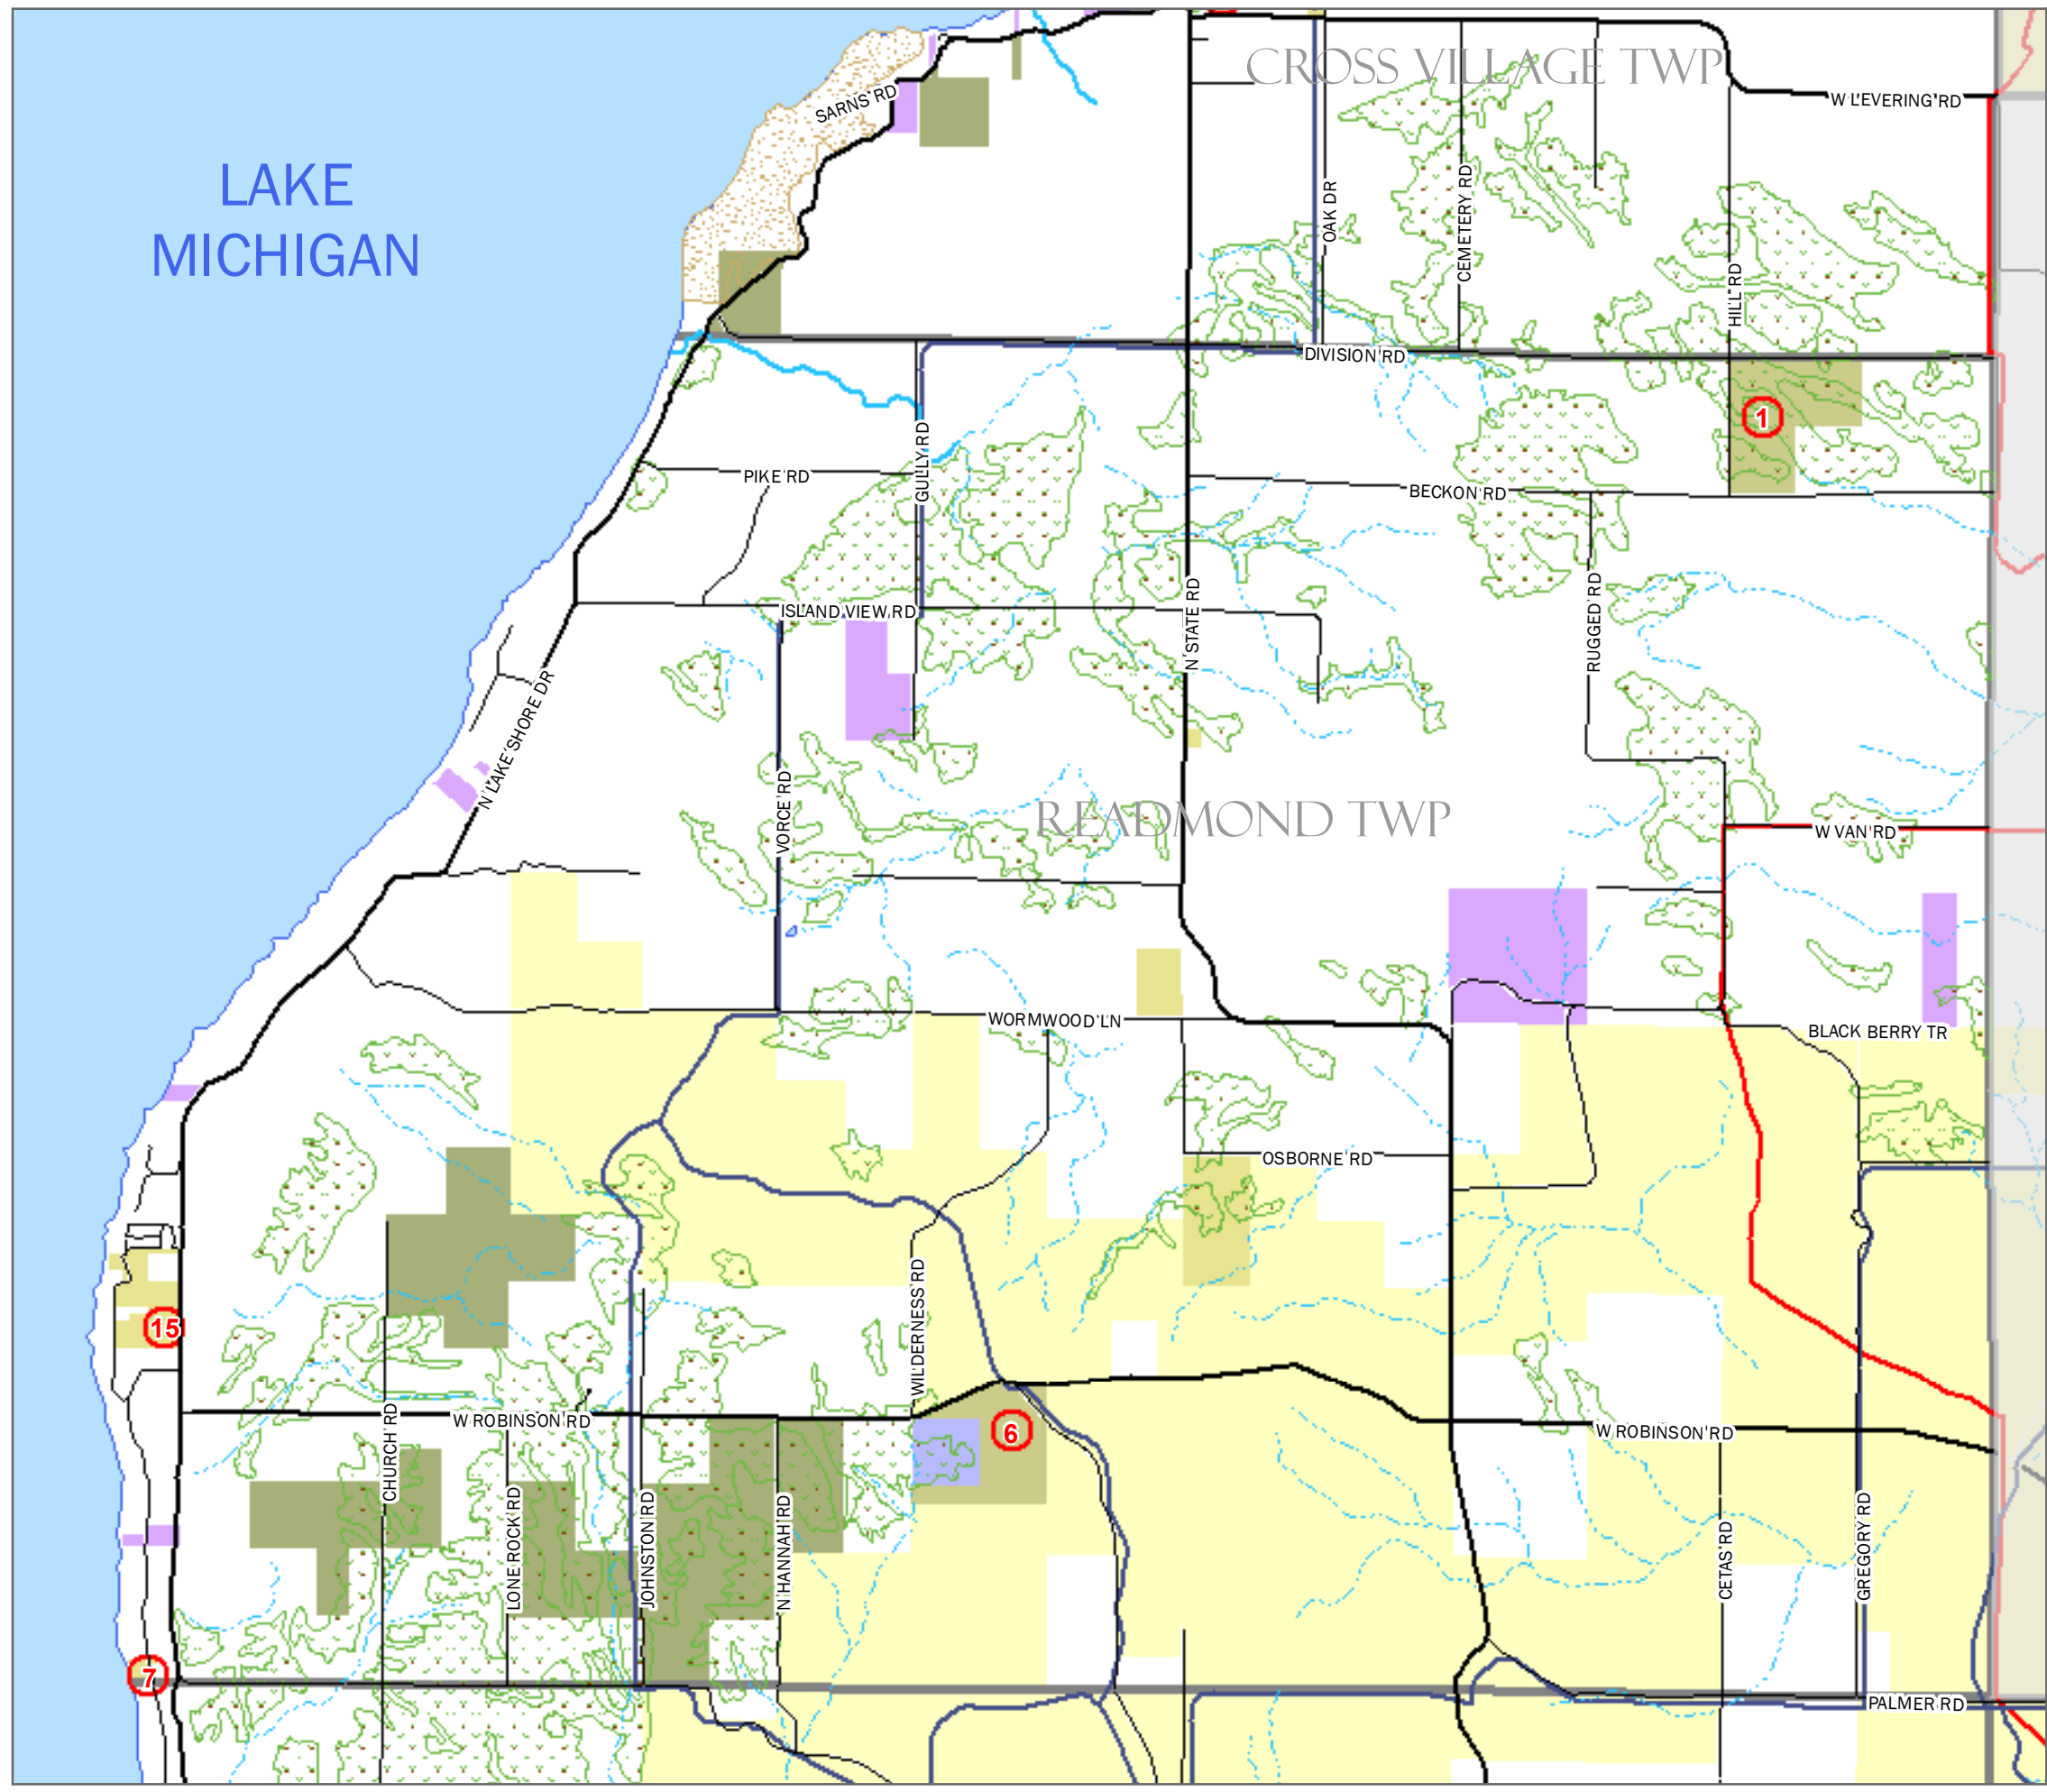 CROSS VILLAGE TWP
SARNS RD
W LEVERING RD
LAKE
MICHIGAN
OAK DR
CEMETERY RD
HILL RD
DIVISION RD
1
PIKE RD
GULLY RD
BECKON RD
ISLAND VIEW RD
N STATE RD
RUGGED RD
N LAKE SHORE DR
VORCE RD
READMOND TWP
W VAN RD
WORMWOOD LN
BLACK BERRY TR
OSBORNE RD
WILDERNESS RD
15
CHURCH RD
W ROBINSON RD
6
W ROBINSON RD
LONE ROCK RD
JOHNSTON RD
N HANNAH RD
CETAS RD
GREGORY RD
7
PALMER RD